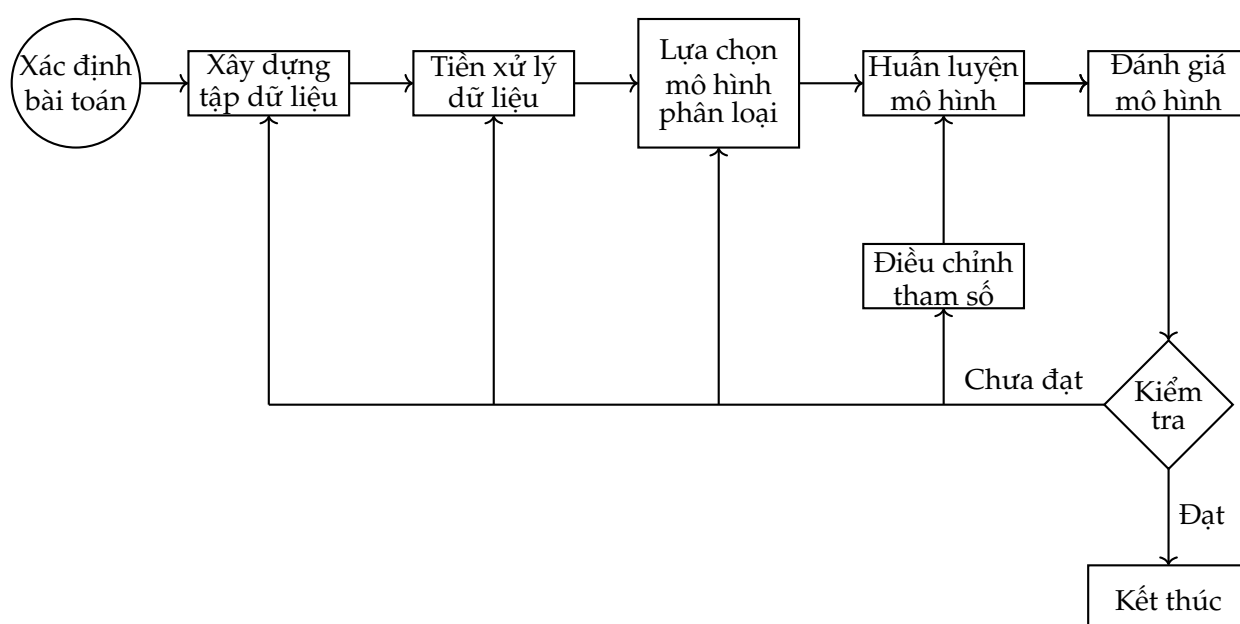 Xác định
bài toán
Xây dựng
tập dữ liệu
Tiền xử lý
dữ liệu
Lựa chọn
mô hình
phân loại
Huấn luyện
mô hình
Đánh giá
mô hình
Điều chỉnh
tham số
Chưa đạt
Kiểm
tra
Đạt
Kết thúc